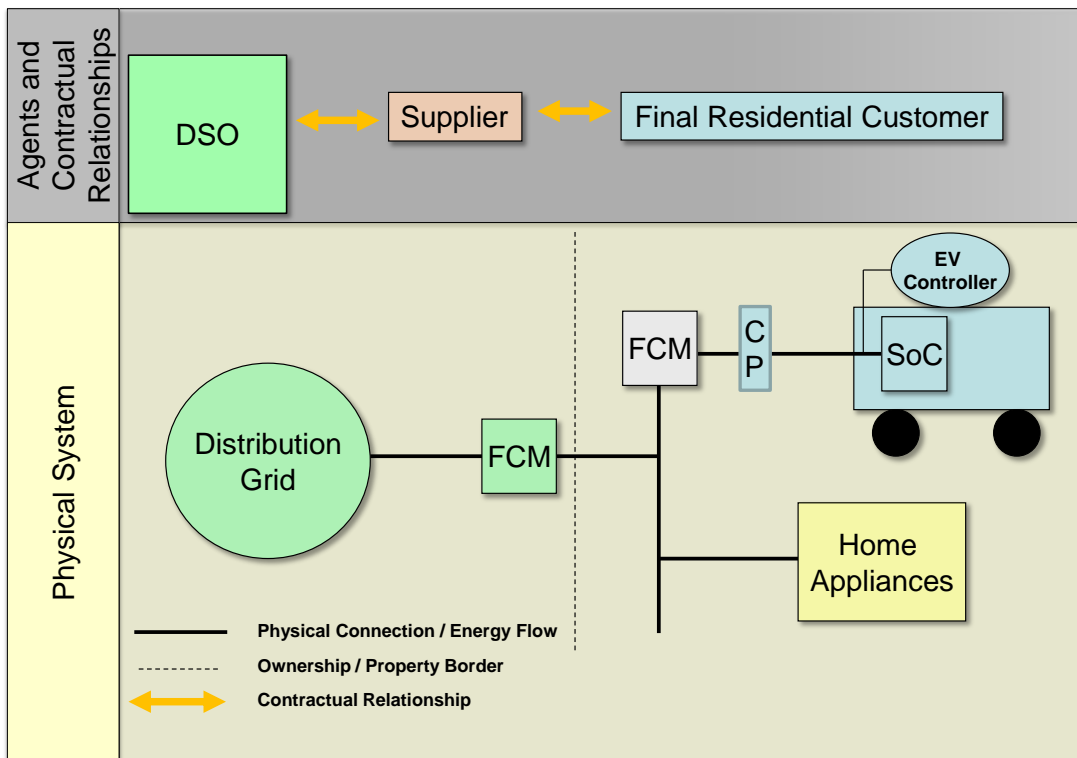 Agents and
Contractual
Relationships
DSO
Supplier
Final Residential Customer
Physical System
EV
Controller
FCM
C
P
SoC
Distribution
Grid
FCM
Home
Appliances
Physical Connection / Energy Flow
Ownership / Property Border
Contractual Relationship